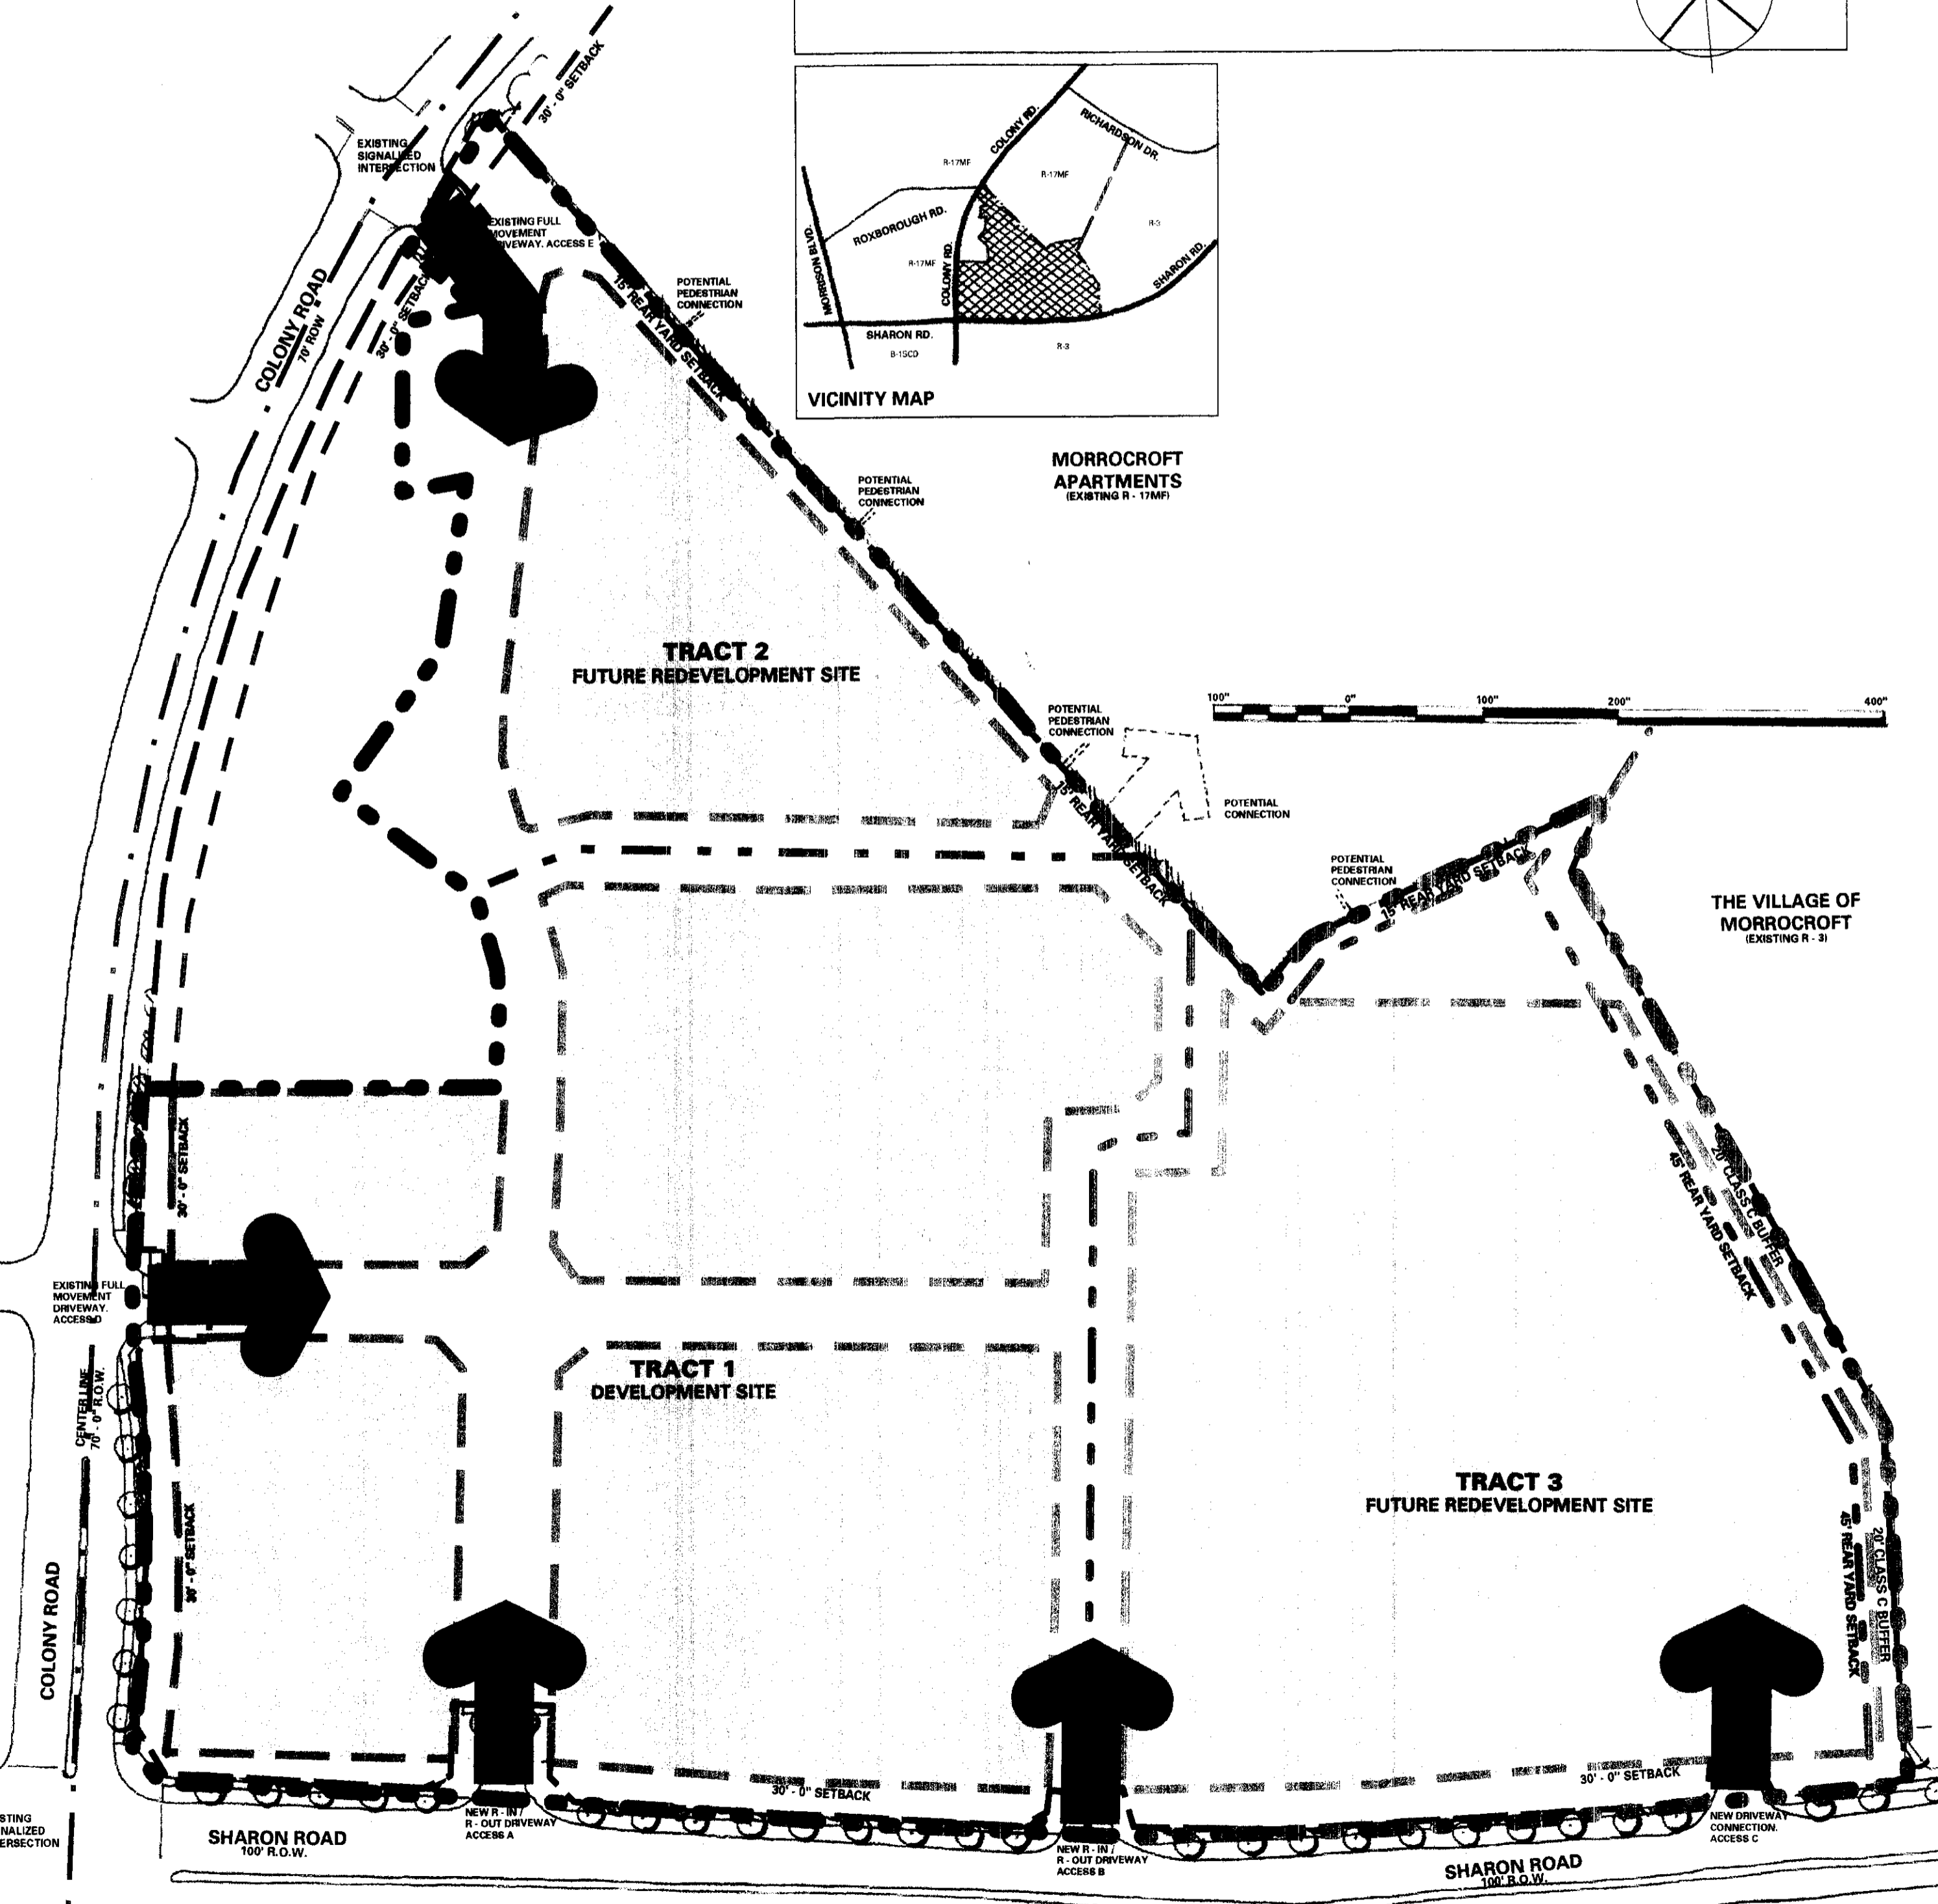 30' - 0" SETBACK
EXISTING
SIGNALIZED
INTERSECTION
EXISTING FULL
MOVEMENT
DRIVEWAY. ACCESS E
COLONY ROAD
70' ROW
30' - 0" SETBACK
15' REAR YARD SETBACK
POTENTIAL
PEDESTRIAN
CONNECTION
COLONY RD.
RICHARDSON DR.
R-17MF
R-17MF
ROXBOROUGH RD.
R-3
MORRISON BLVD.
R-17MF
COLONY RD.
SHARON RD.
SHARON RD.
B-1SCD
R-3
VICINITY MAP
POTENTIAL
PEDESTRIAN
CONNECTION
MORROCROFT
APARTMENTS
(EXISTING R - 17MF)
TRACT 2
FUTURE REDEVELOPMENT SITE
100" 0" 100" 200" 400"
POTENTIAL
PEDESTRIAN
CONNECTION
15' REAR YARD SETBACK
POTENTIAL
CONNECTION
POTENTIAL
PEDESTRIAN
CONNECTION
15' REAR YARD SETBACK
THE VILLAGE OF
MORROCROFT
(EXISTING R - 3)
30' - 0" SETBACK
20' CLASS C BUFFER
45' REAR YARD SETBACK
EXISTING FULL
MOVEMENT
DRIVEWAY.
ACCESS D
CENTER LINE
70' - 0" R.O.W.
TRACT 1
DEVELOPMENT SITE
30' - 0" SETBACK
TRACT 3
FUTURE REDEVELOPMENT SITE
20' CLASS C BUFFER
45' REAR YARD SETBACK
COLONY ROAD
30' - 0" SETBACK
30' - 0" SETBACK
STING
NALIZED
ERSECTION
SHARON ROAD
100' R.O.W.
NEW R - IN /
R - OUT DRIVEWAY
ACCESS A
NEW R - IN /
R - OUT DRIVEWAY
ACCESS B
NEW DRIVEWAY
CONNECTION.
ACCESS C
SHARON ROAD
100' R.O.W.